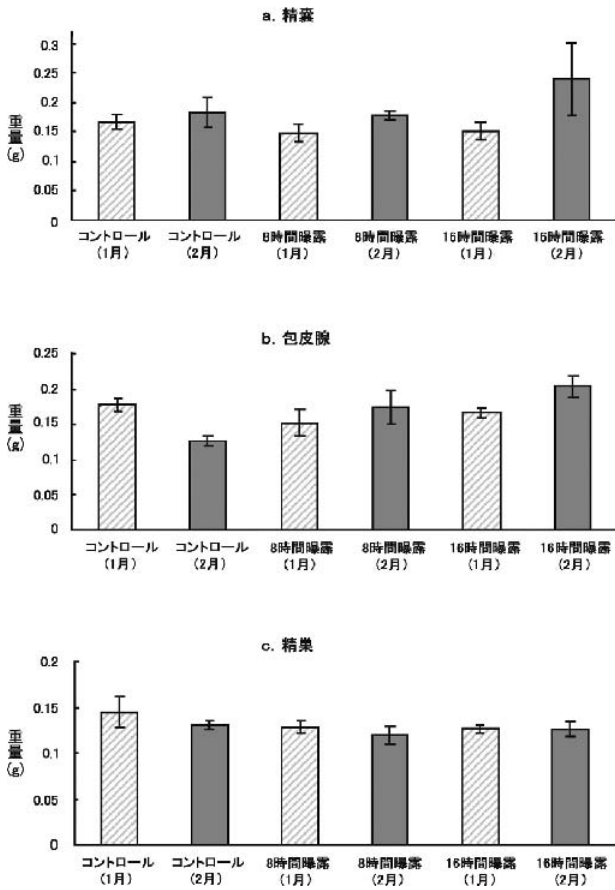 a. 精嚢
0.3
0.25
0.2
0.15
0.1
0.05
0
重量(g)
コントロール コントロール 8時間曝露 8時間曝露 16時間曝露 16時間曝露
(1月) (2月) (1月) (2月) (1月) (2月)
b. 包皮腺
0.25
0.2
0.15
0.1
0.05
0
重量(g)
コントロール コントロール 8時間曝露 8時間曝露 16時間曝露 16時間曝露
(1月) (2月) (1月) (2月) (1月) (2月)
c. 精巣
0.2
0.15
0.1
0.05
0
重量(g)
コントロール コントロール 8時間曝露 8時間曝露 16時間曝露 16時間曝露
(1月) (2月) (1月) (2月) (1月) (2月)